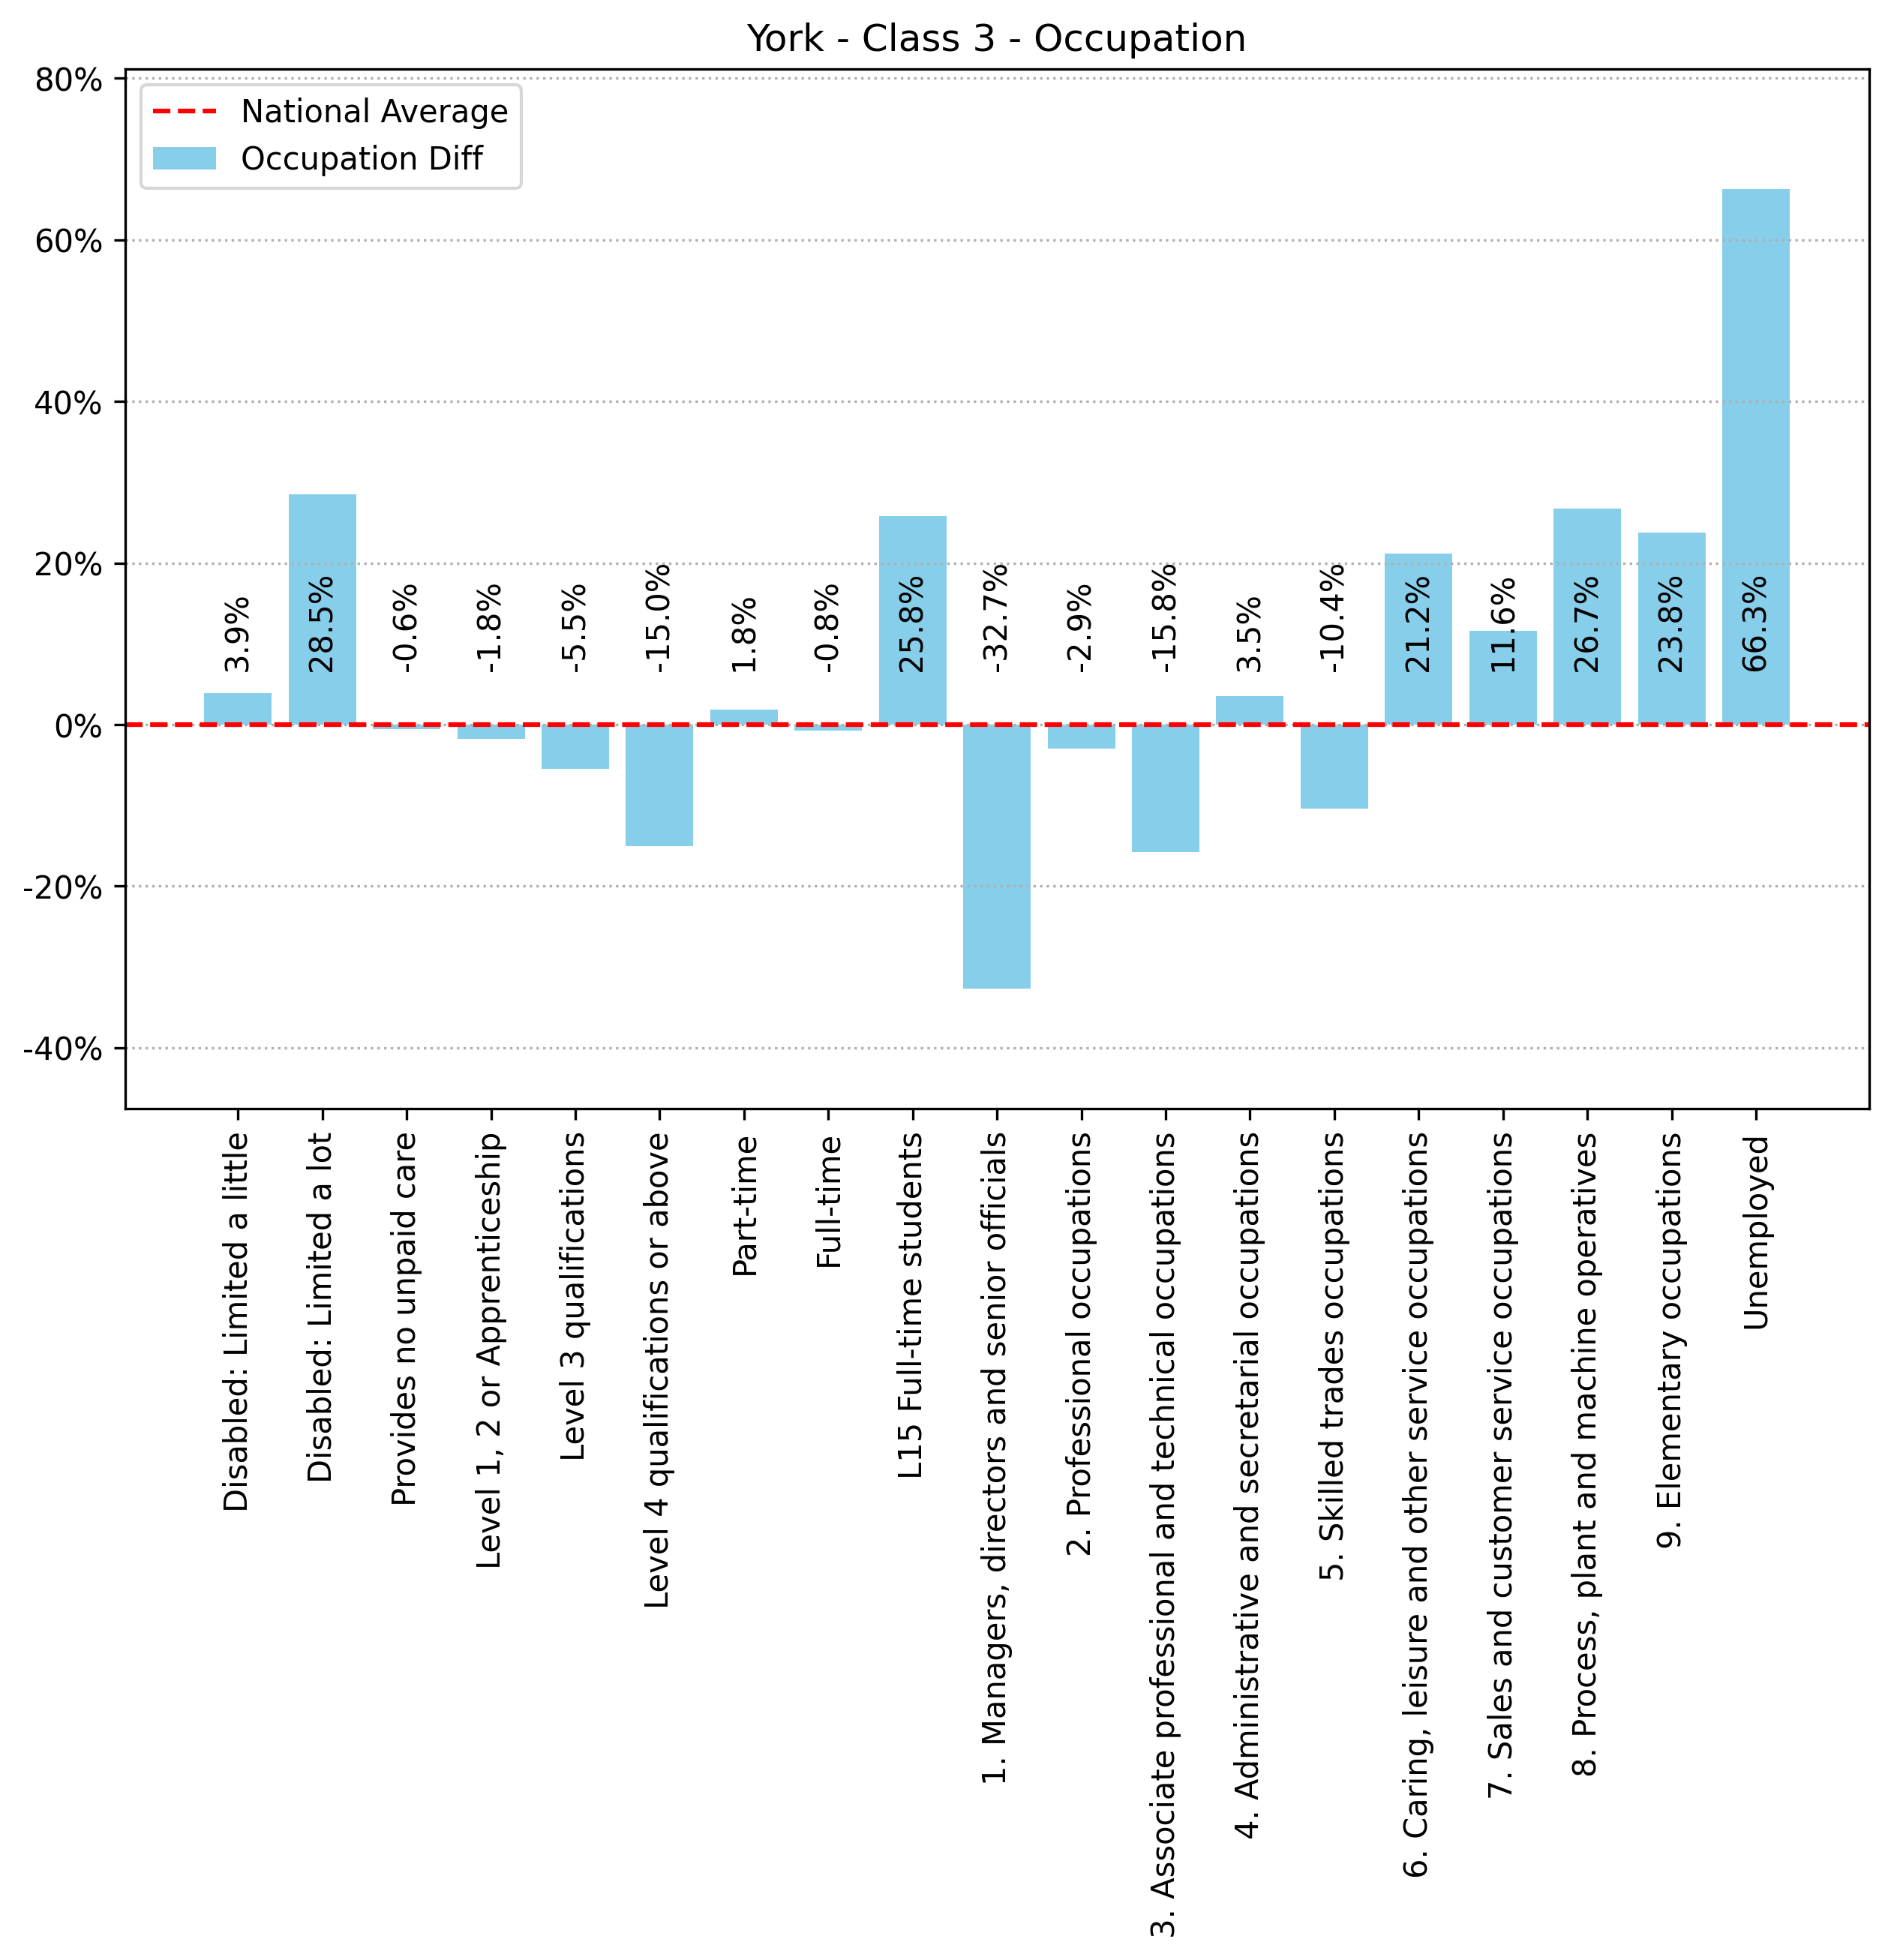 York - Class 3 - Occupation
80%
60%
40%
20%
0%
-20%
-40%
National Average
Occupation Diff
3.9%
28.5%
-0.6%
-1.8%
-5.5%
-15.0%
1.8%
-0.8%
25.8%
-32.7%
-2.9%
-15.8%
3.5%
-10.4%
21.2%
11.6%
26.7%
23.8%
66.3%
Disabled: Limited a little
Disabled: Limited a lot
Provides no unpaid care
Level 1, 2 or Apprenticeship
Level 3 qualifications
Level 4 qualifications or above
Part-time
Full-time
L15 Full-time students
1. Managers, directors and senior officials
2. Professional occupations
3. Associate professional and technical occupations
4. Administrative and secretarial occupations
5. Skilled trades occupations
6. Caring, leisure and other service occupations
7. Sales and customer service occupations
8. Process, plant and machine operatives
9. Elementary occupations
Unemployed